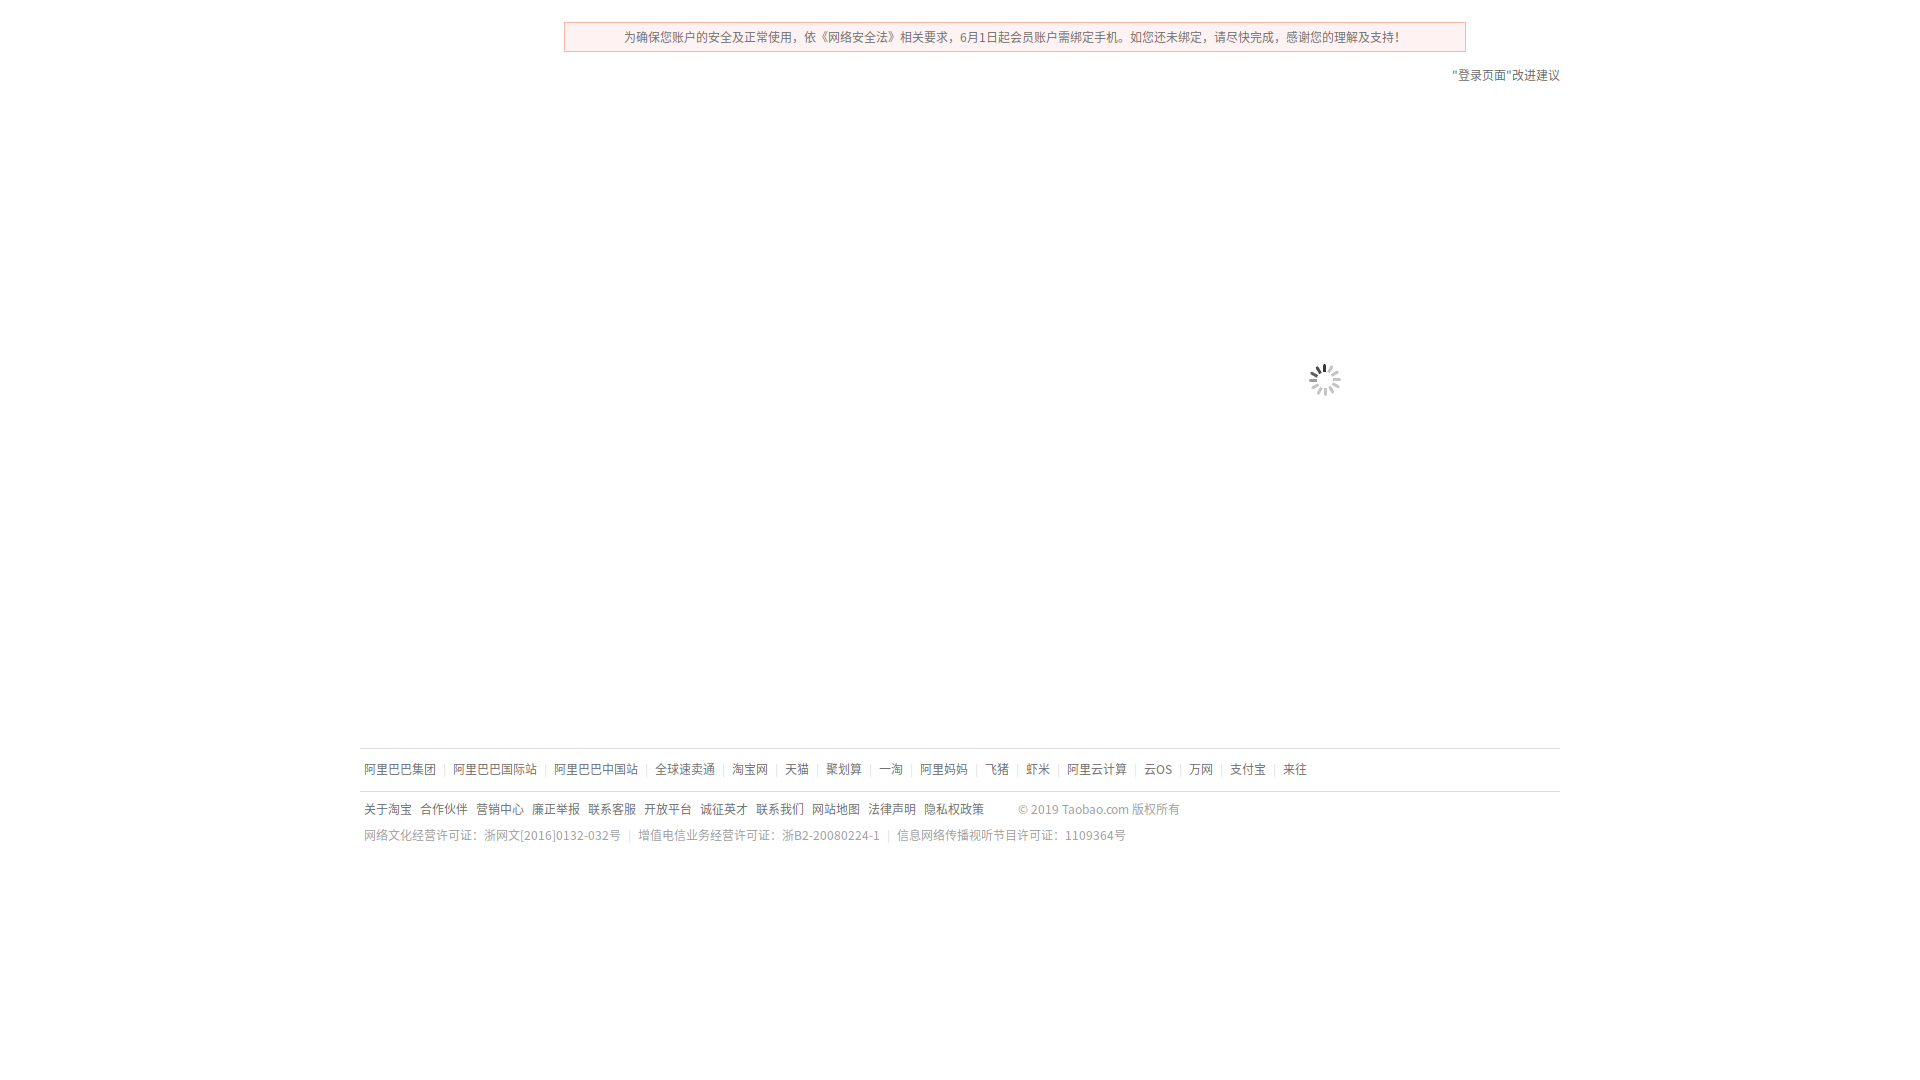 为确保您账户的安全及正常使用，依《网络安全法》相关要求，6月1日起会员账户需绑定手机。如您还未绑定，请尽快完成，感谢您的理解及支持！
"登录页面"改进建议
阿里巴巴集团 | 阿里巴巴国际站 | 阿里巴巴中国站 | 全球速卖通 | 淘宝网 | 天猫 | 聚划算 | 一淘 | 阿里妈妈 | 飞猪 | 虾米 | 阿里云计算 | 云OS | 万网 | 支付宝 | 来往
关于淘宝 合作伙伴 营销中心 廉正举报 联系客服 开放平台 诚征英才 联系我们 网站地图 法律声明 隐私权政策 © 2019 Taobao.com 版权所有
网络文化经营许可证：浙网文[2016]0132-032号 | 增值电信业务经营许可证：浙B2-20080224-1 | 信息网络传播视听节目许可证：1109364号